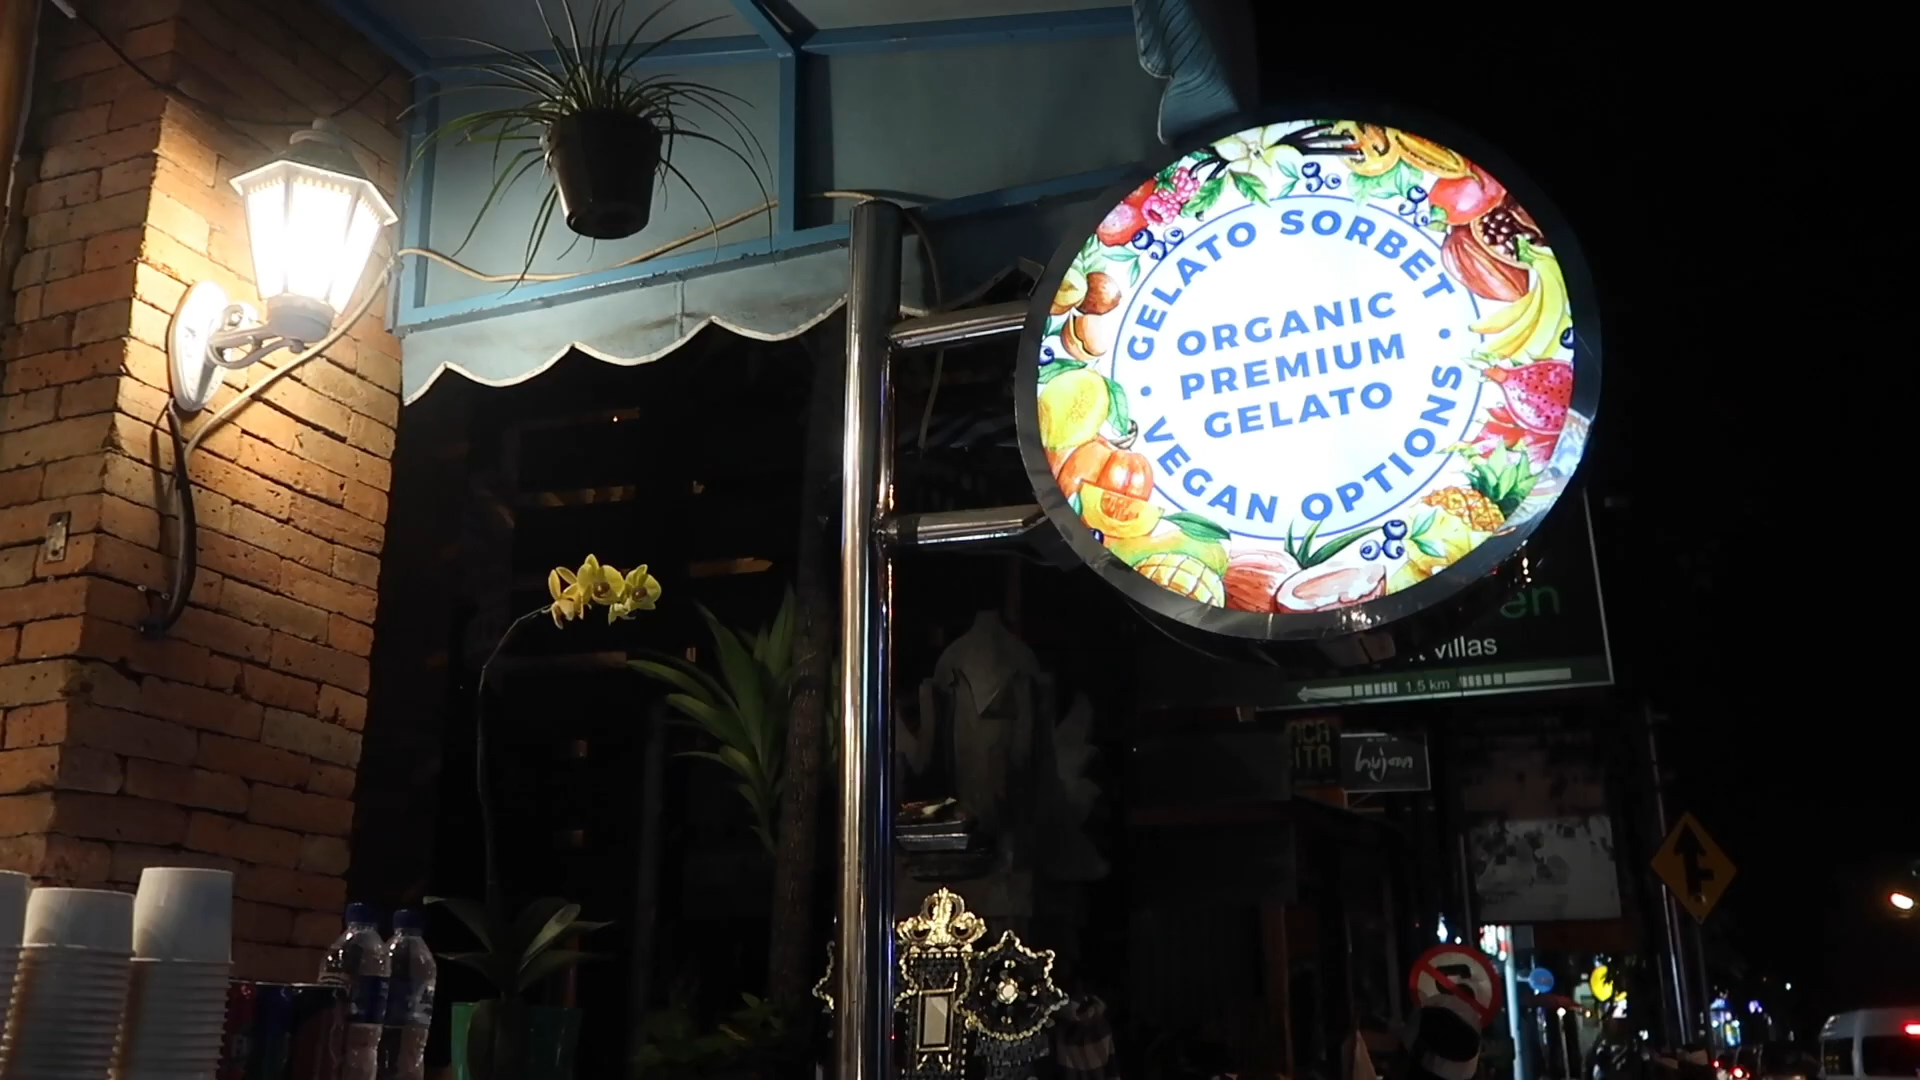 GELATO SORBET
ORGANIC
PREMIUM
GELATO
VEGAN OPTIONS
villas
1.5 km
hujan